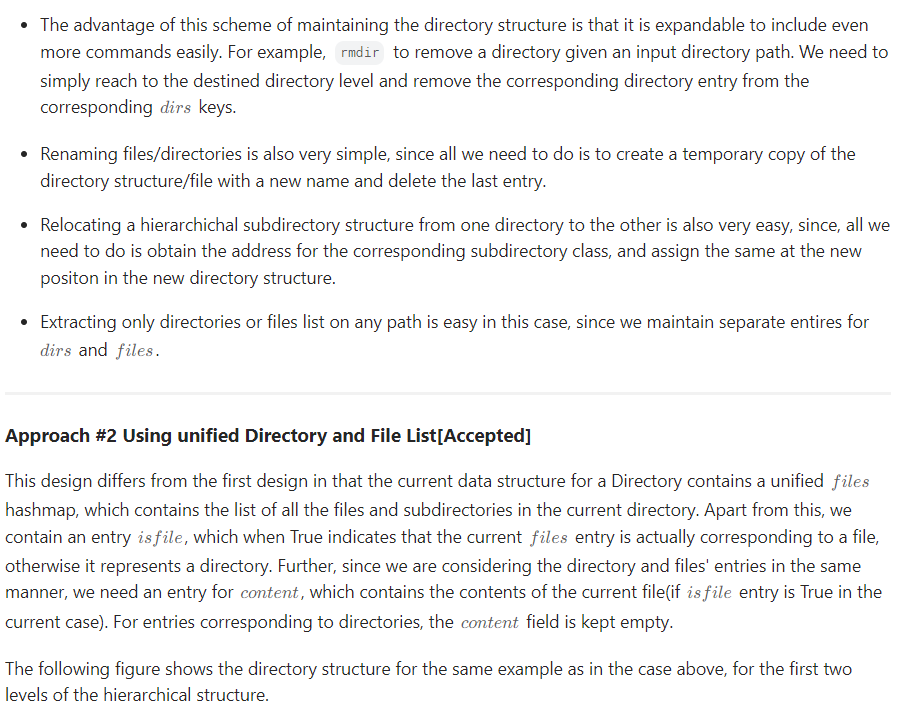 • The advantage of this scheme of maintaining the directory structure is that it is expandable to include even
more commands easily. For example, rmdir to remove a directory given an input directory path. We need to
simply reach to the destined directory level and remove the corresponding directory entry from the
corresponding dirs keys.
• Renaming files/directories is also very simple, since all we need to do is to create a temporary copy of the
directory structure/file with a new name and delete the last entry.
• Relocating a hierarchichal subdirectory structure from one directory to the other is also very easy, since, all we
need to do is obtain the address for the corresponding subdirectory class, and assign the same at the new
positon in the new directory structure.
• Extracting only directories or files list on any path is easy in this case, since we maintain separate entires for
dirs and files.
Approach #2 Using unified Directory and File List[Accepted]
This design differs from the first design in that the current data structure for a Directory contains a unified files
hashmap, which contains the list of all the files and subdirectories in the current directory. Apart from this, we
contain an entry isfile, which when True indicates that the current files entry is actually corresponding to a file,
otherwise it represents a directory. Further, since we are considering the directory and files' entries in the same
manner, we need an entry for content, which contains the contents of the current file(if isfile entry is True in the
current case). For entries corresponding to directories, the content field is kept empty.
The following figure shows the directory structure for the same example as in the case above, for the first two
levels of the hierarchical structure.